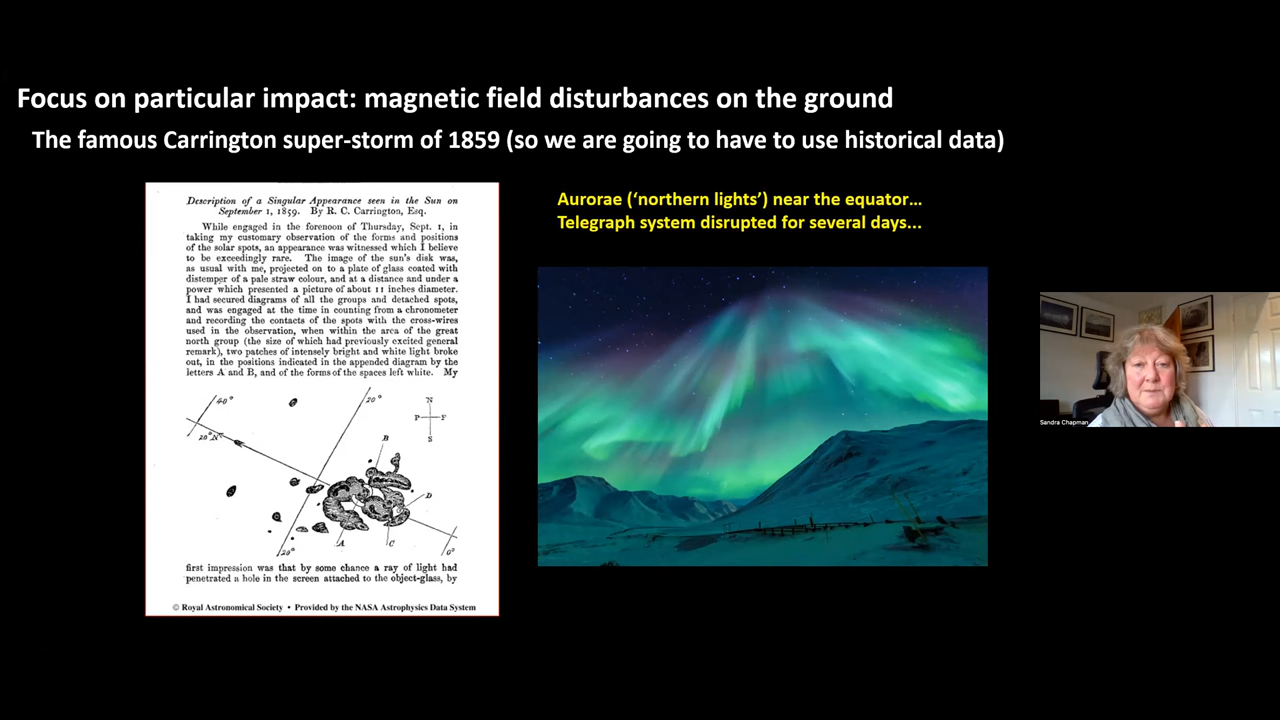 Focus on particular impact: magnetic field disturbances on the ground
The famous Carrington super-storm of 1859 (so we are going to have to use historical data)
Description of a Singular Appearance seen in the Sun on
September 1, 1859. By R. C. Carrington, Esq.
While engaged in the forenoon of Thursday, Sept. 1, in
taking my customary observation of the forms and positions
of the solar spots, an appearance was witnessed which I believe
to be exceedingly rare. The image of the sun's disk was,
as usual with me, projected on to a plate of glass coated with
distemper of a pale straw colour, and at a distance and under a
power which presented a picture of about 11 inches diameter.
I had secured diagrams of all the groups and detached spots,
and was engaged at the time in counting from a chronometer
and recording the contacts of the spots with the cross-wires
used in the observation, when within the area of the great
north group (the size of which had previously excited general
remark), two patches of intensely bright and white light broke
out, in the positions indicated in the appended diagram by the
letters A and B, and of the forms of the spaces left white. My
40°
20°
N
P
F
S
20°N
B
D
A
C
20°
0°
first impression was that by some chance a ray of light had
penetrated a hole in the screen attached to the object-glass, by
© Royal Astronomical Society • Provided by the NASA Astrophysics Data System
Aurorae ('northern lights') near the equator...
Telegraph system disrupted for several days...
Sandra Chapman